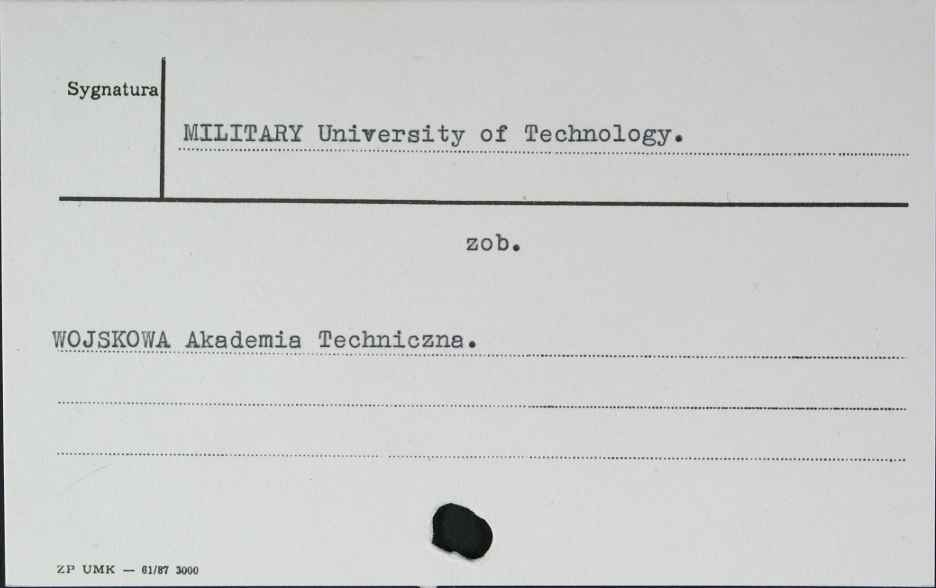 Sygnatura
MILITARY University of Technology.
zob.
WOJSKOWA Akademia Techniczna.
ZP UMK — 61/87 3000